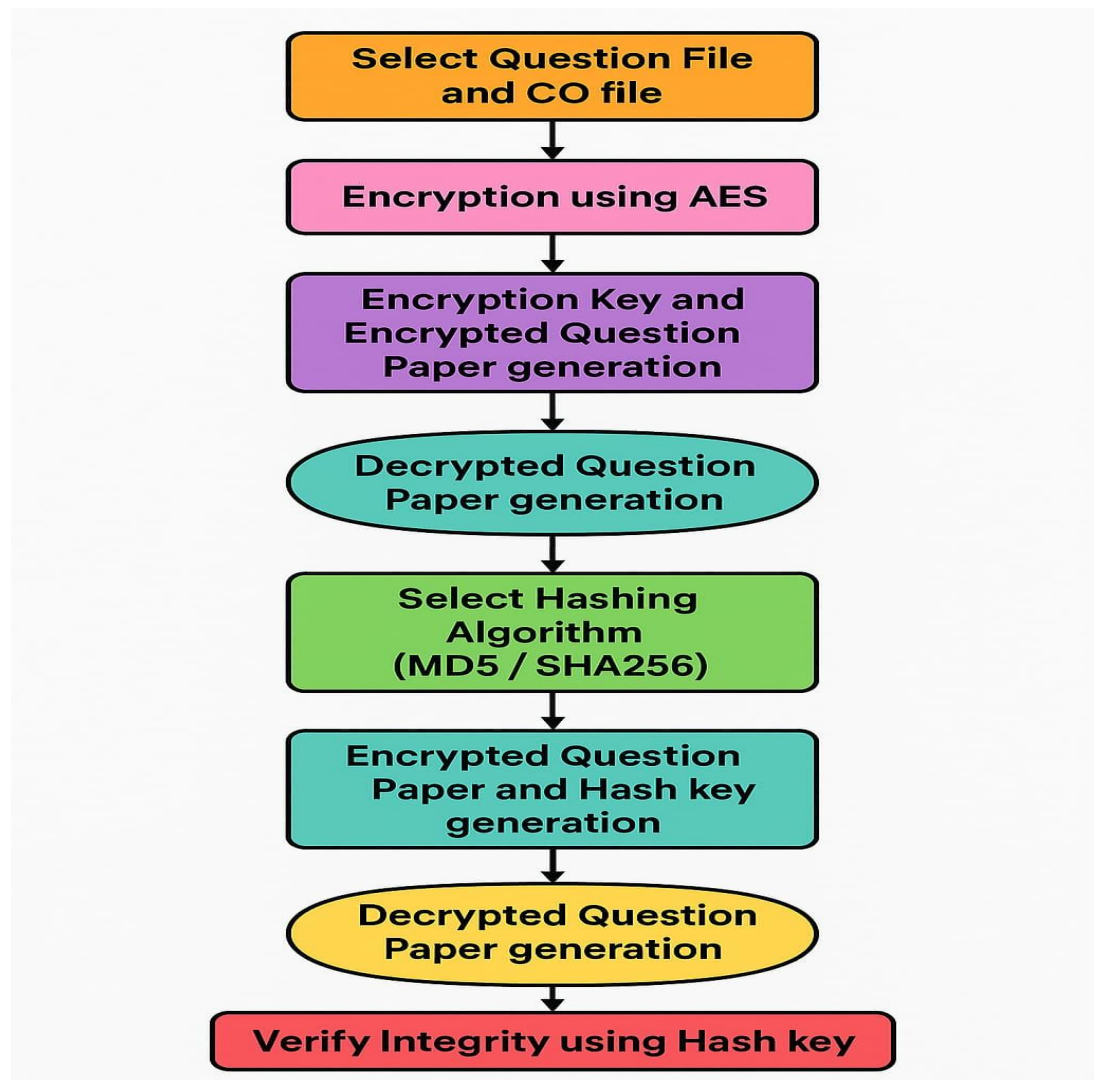 Select Question File
and CO file
Encryption using AES
Encryption Key and
Encrypted Question
Paper generation
Decrypted Question
Paper generation
Select Hashing
Algorithm
(MD5 / SHA256)
Encrypted Question
Paper and Hash key
generation
Decrypted Question
Paper generation
Verify Integrity using Hash key